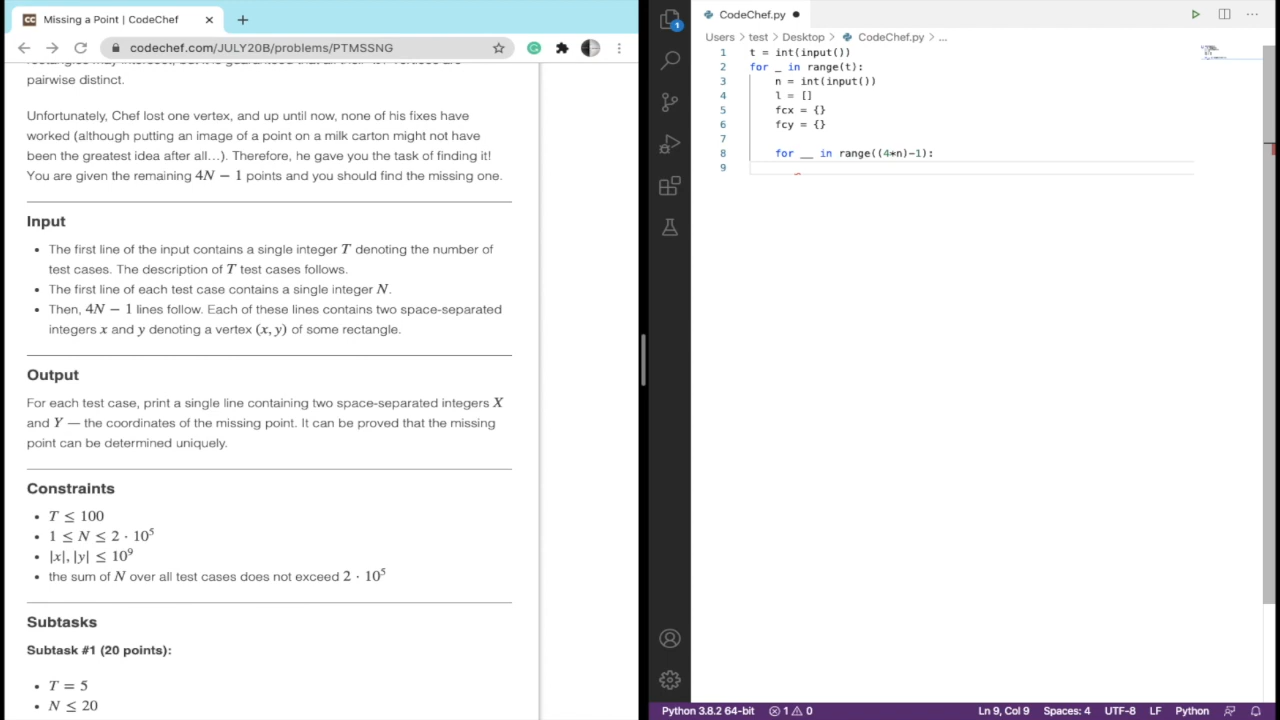 Missing a Point | CodeChef
codechef.com/JULY20B/problems/PTMSSNG
pairwise distinct.
Unfortunately, Chef lost one vertex, and up until now, none of his fixes have
worked (although putting an image of a point on a milk carton might not have
been the greatest idea after all...). Therefore, he gave you the task of finding it!
You are given the remaining 4N − 1 points and you should find the missing one.
Input
• The first line of the input contains a single integer T denoting the number of
test cases. The description of T test cases follows.
• The first line of each test case contains a single integer N.
• Then, 4N − 1 lines follow. Each of these lines contains two space-separated
integers x and y denoting a vertex (x, y) of some rectangle.
Output
For each test case, print a single line containing two space-separated integers X
and Y — the coordinates of the missing point. It can be proved that the missing
point can be determined uniquely.
Constraints
• T ≤ 100
• 1 ≤ N ≤ 2 · 10⁵
• |x|, |y| ≤ 10⁹
• the sum of N over all test cases does not exceed 2 · 10⁵
Subtasks
Subtask #1 (20 points):
• T = 5
• N ≤ 20
1
CodeChef.py
Users > test > Desktop > CodeChef.py > ...
1 t = int(input())
2 for _ in range(t):
3 n = int(input())
4 l = []
5 fcx = {}
6 fcy = {}
7
8 for __ in range((4*n)-1):
9
Python 3.8.2 64-bit 1 0 Ln 9, Col 9 Spaces: 4 UTF-8 LF Python